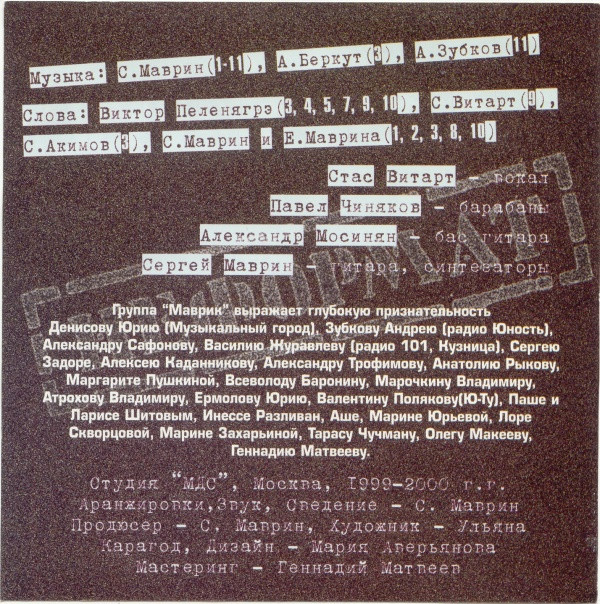 Музыка: С.Маврин(1-11), А.Беркут(3), А.Зубков(11)
Слова: Виктор Пеленягрэ(3, 4, 5, 7, 9, 10), С.Витарт(9),
С.Акимов(3), С.Маврин и Е.Маврина(1, 2, 3, 8, 10)
Стас Витарт – вокал
Павел Чиняков – барабаны
Александр Мосинян – бас гитара
Сергей Маврин – гитара, синтезаторы
НЕФОРМАТ
Группа "Маврик" выражает глубокую признательность
Денисову Юрию (Музыкальный город), Зубкову Андрею (радио Юность),
Александру Сафонову, Василию Журавлеву (радио 101, Кузница), Сергею
Задоре, Алексею Каданникову, Александру Трофимову, Анатолию Рыкову,
Маргарите Пушкиной, Всеволоду Баронину, Марочкину Владимиру,
Атрохову Владимиру, Ермолову Юрию, Валентину Полякову(Ю-Ту), Паше и
Ларисе Шитовым, Инессе Разливан, Аше, Марине Юрьевой, Лоре
Скворцовой, Марине Захарьиной, Тарасу Чучману, Олегу Макееву,
Геннадию Матвееву.
Студия "МДС", Москва, 1999-2000 г.г.
Аранжировки,Звук, Сведение – С. Маврин
Продюсер – С, Маврин, Художник – Ульяна
Карагод, Дизайн – Мария Аверьянова
Мастеринг – Геннадий Матвеев